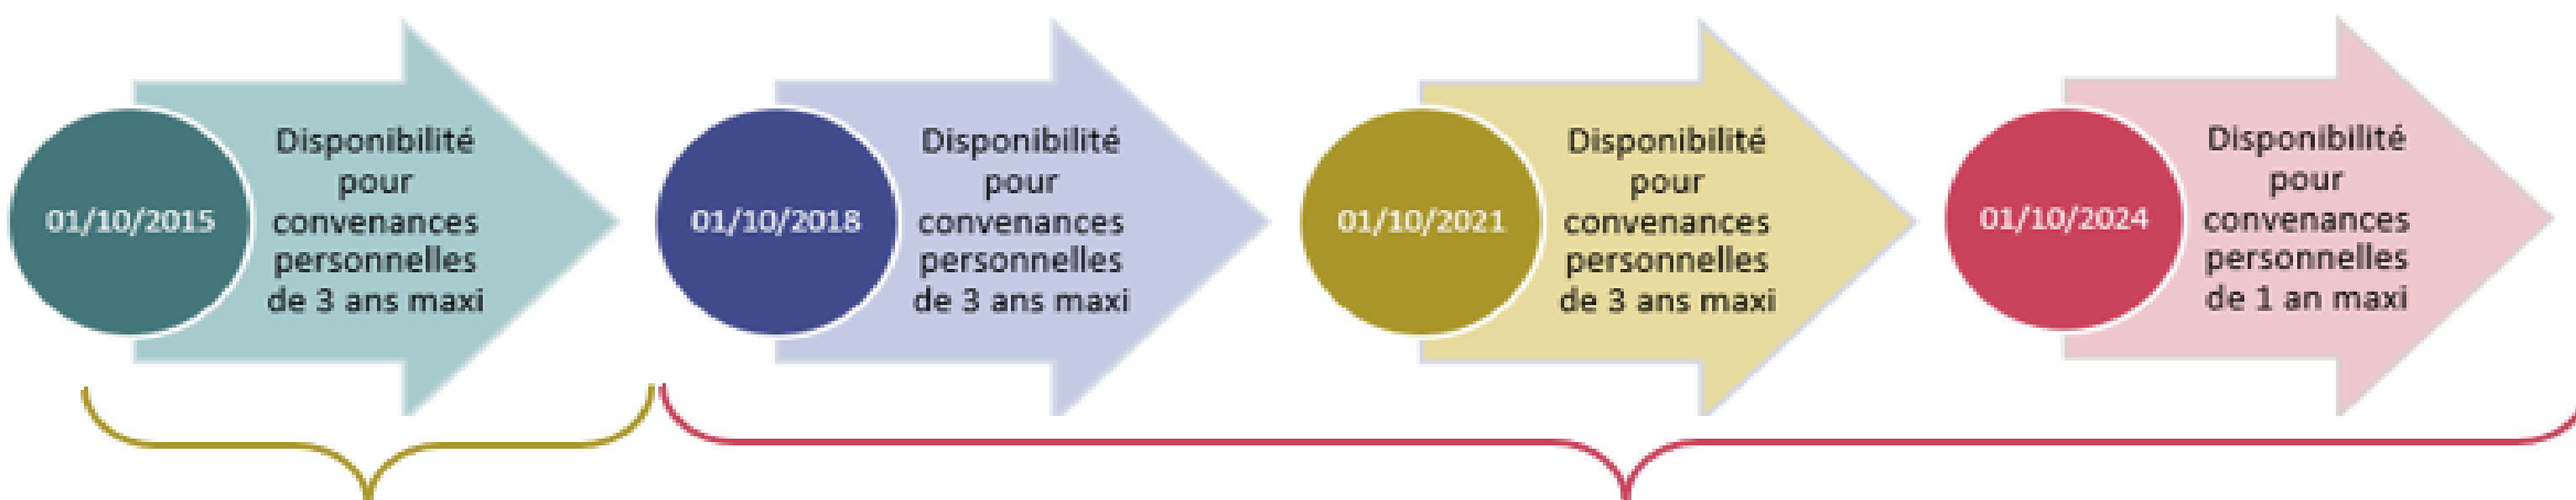 01/10/2015
Disponibilité
pour
convenances
personnelles
de 3 ans maxi
01/10/2018
Disponibilité
pour
convenances
personnelles
de 3 ans maxi
01/10/2021
Disponibilité
pour
convenances
personnelles
de 3 ans maxi
01/10/2024
Disponibilité
pour
convenances
personnelles
de 1 an maxi